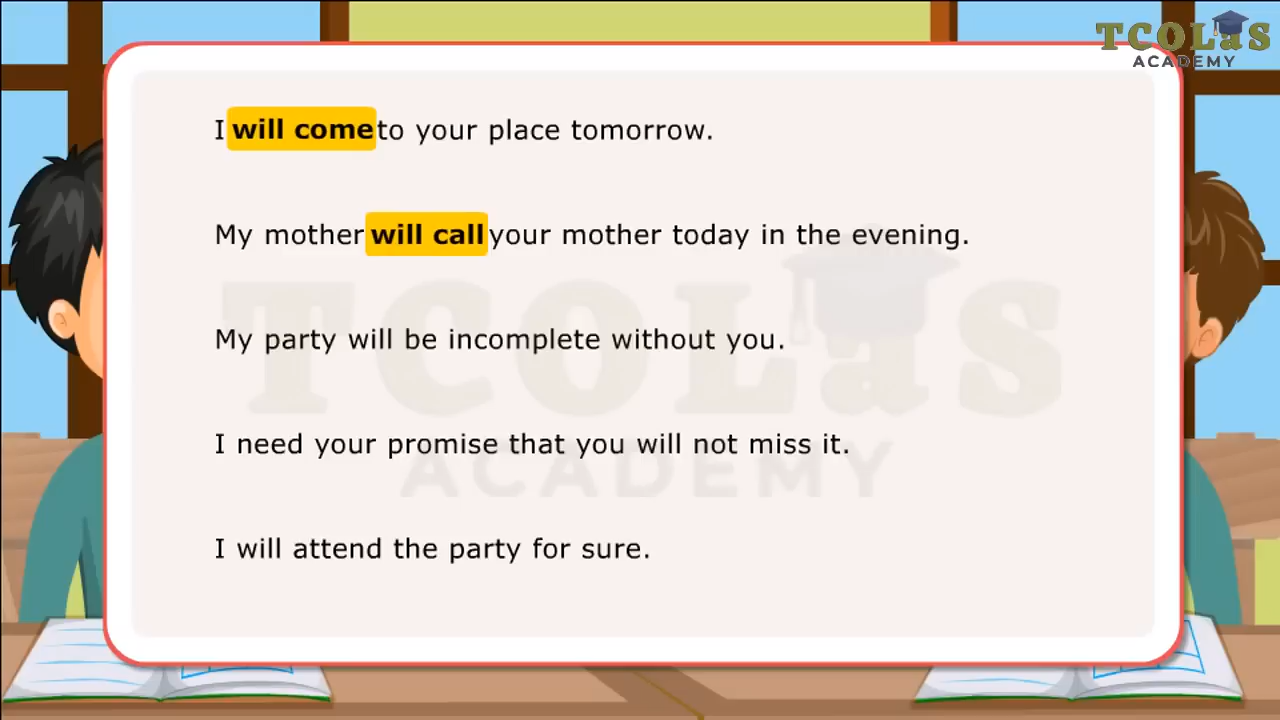 TCOLaS
ACADEMY
I will come to your place tomorrow.
My mother will call your mother today in the evening.
My party will be incomplete without you.
I need your promise that you will not miss it.
I will attend the party for sure.
TCOLaS
ACADEMY